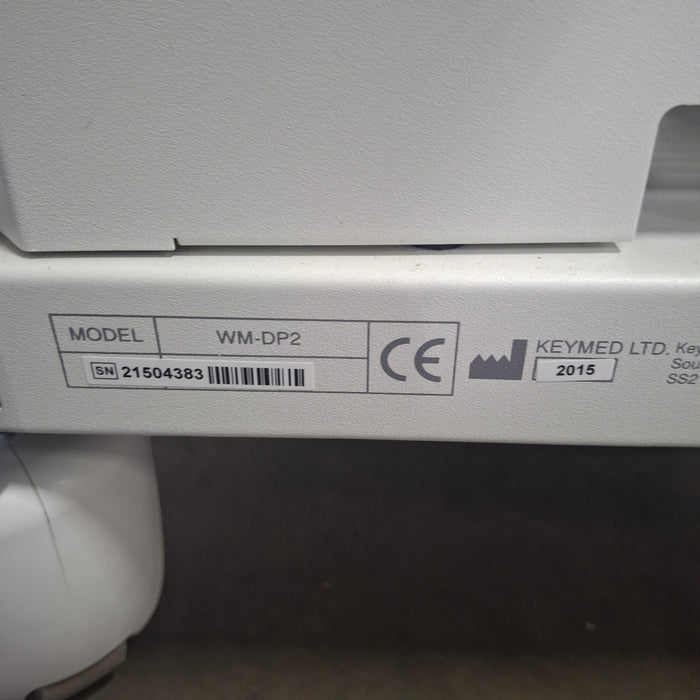 MODEL WM-DP2
SN 21504383
CE
KEYMED LTD. Key
2015 Sou
SS2